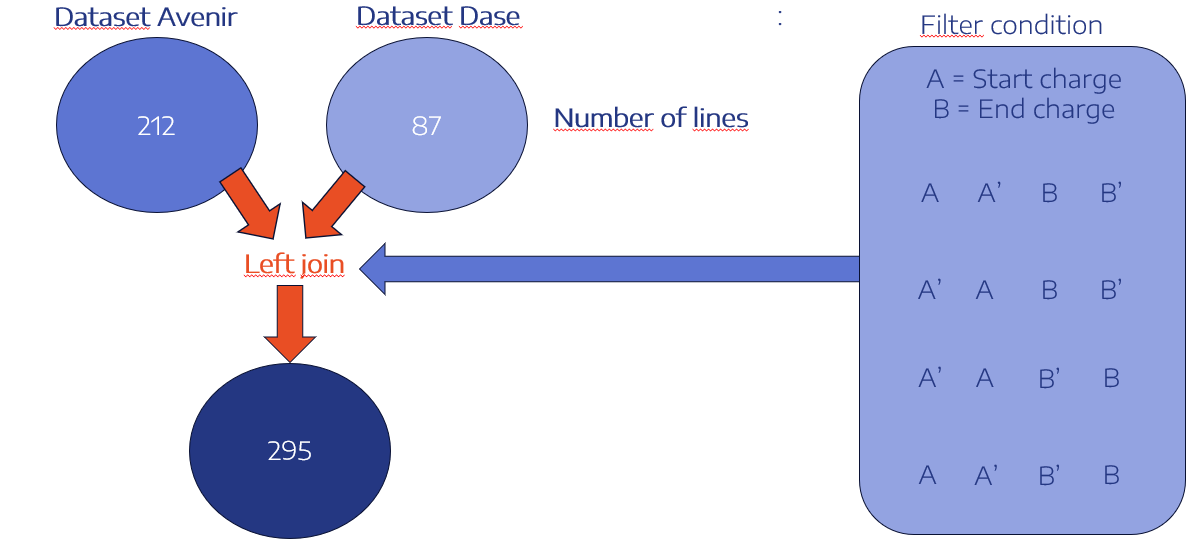 Dataset Avenir
Dataset Dase
:
Filter condition
212
87
Number of lines
Left join
295
A = Start charge
B = End charge
A A’ B B’
A’ A B B’
A’ A B’ B
A A’ B’ B